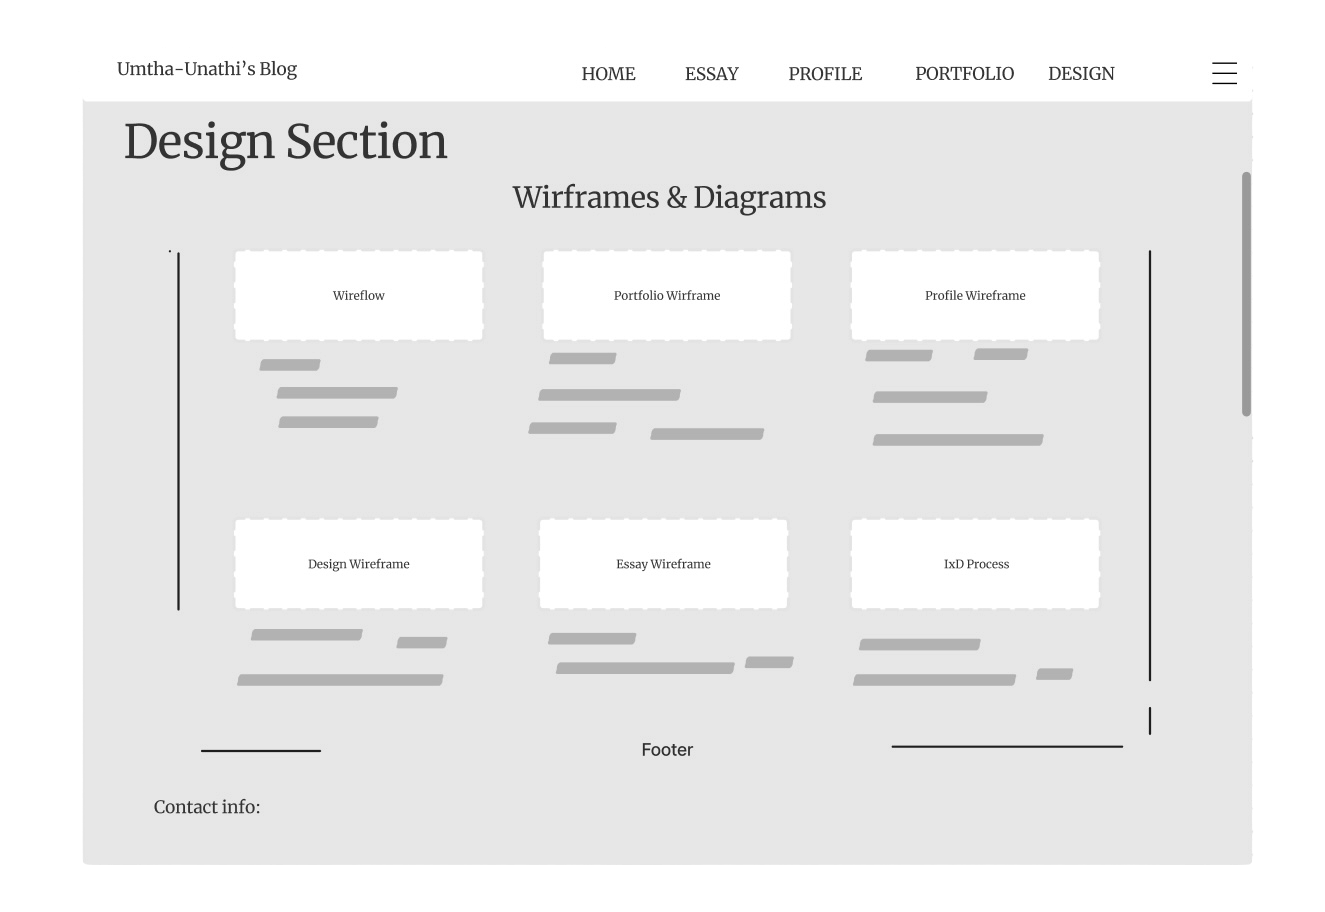 Umtha-Unathi’s Blog
HOME ESSAY PROFILE PORTFOLIO DESIGN
Design Section
Wirframes & Diagrams
Wireflow
Portfolio Wirframe
Profile Wireframe
Design Wireframe
Essay Wireframe
IxD Process
Footer
Contact info: